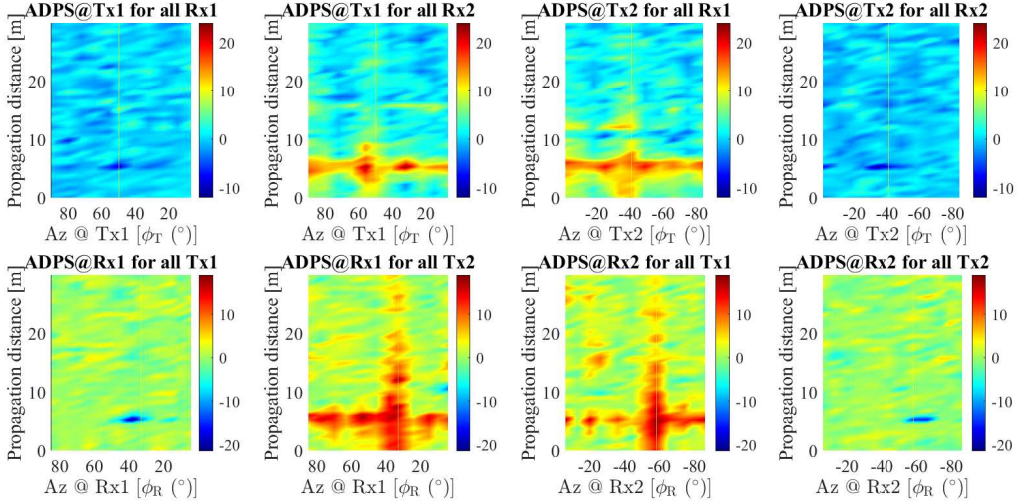 ADPS@Tx1 for all Rx1
Propagation distance [m]
30
20
10
0
80 60 40 20
Az @ Tx1 [ϕT (°)]
20
10
0
-10
ADPS@Tx1 for all Rx2
Propagation distance [m]
30
20
10
0
80 60 40 20
Az @ Tx1 [ϕT (°)]
20
10
0
-10
ADPS@Tx2 for all Rx1
Propagation distance [m]
30
20
10
0
-20 -40 -60 -80
Az @ Tx2 [ϕT (°)]
20
10
0
-10
ADPS@Tx2 for all Rx2
Propagation distance [m]
30
20
10
0
-20 -40 -60 -80
Az @ Tx2 [ϕT (°)]
20
10
0
-10
ADPS@Rx1 for all Tx1
Propagation distance [m]
30
20
10
0
80 60 40 20
Az @ Rx1 [ϕR (°)]
10
0
-10
-20
ADPS@Rx1 for all Tx2
Propagation distance [m]
30
20
10
0
80 60 40 20
Az @ Rx1 [ϕR (°)]
10
0
-10
-20
ADPS@Rx2 for all Tx1
Propagation distance [m]
30
20
10
0
-20 -40 -60 -80
Az @ Rx2 [ϕR (°)]
10
0
-10
-20
ADPS@Rx2 for all Tx2
Propagation distance [m]
30
20
10
0
-20 -40 -60 -80
Az @ Rx2 [ϕR (°)]
10
0
-10
-20